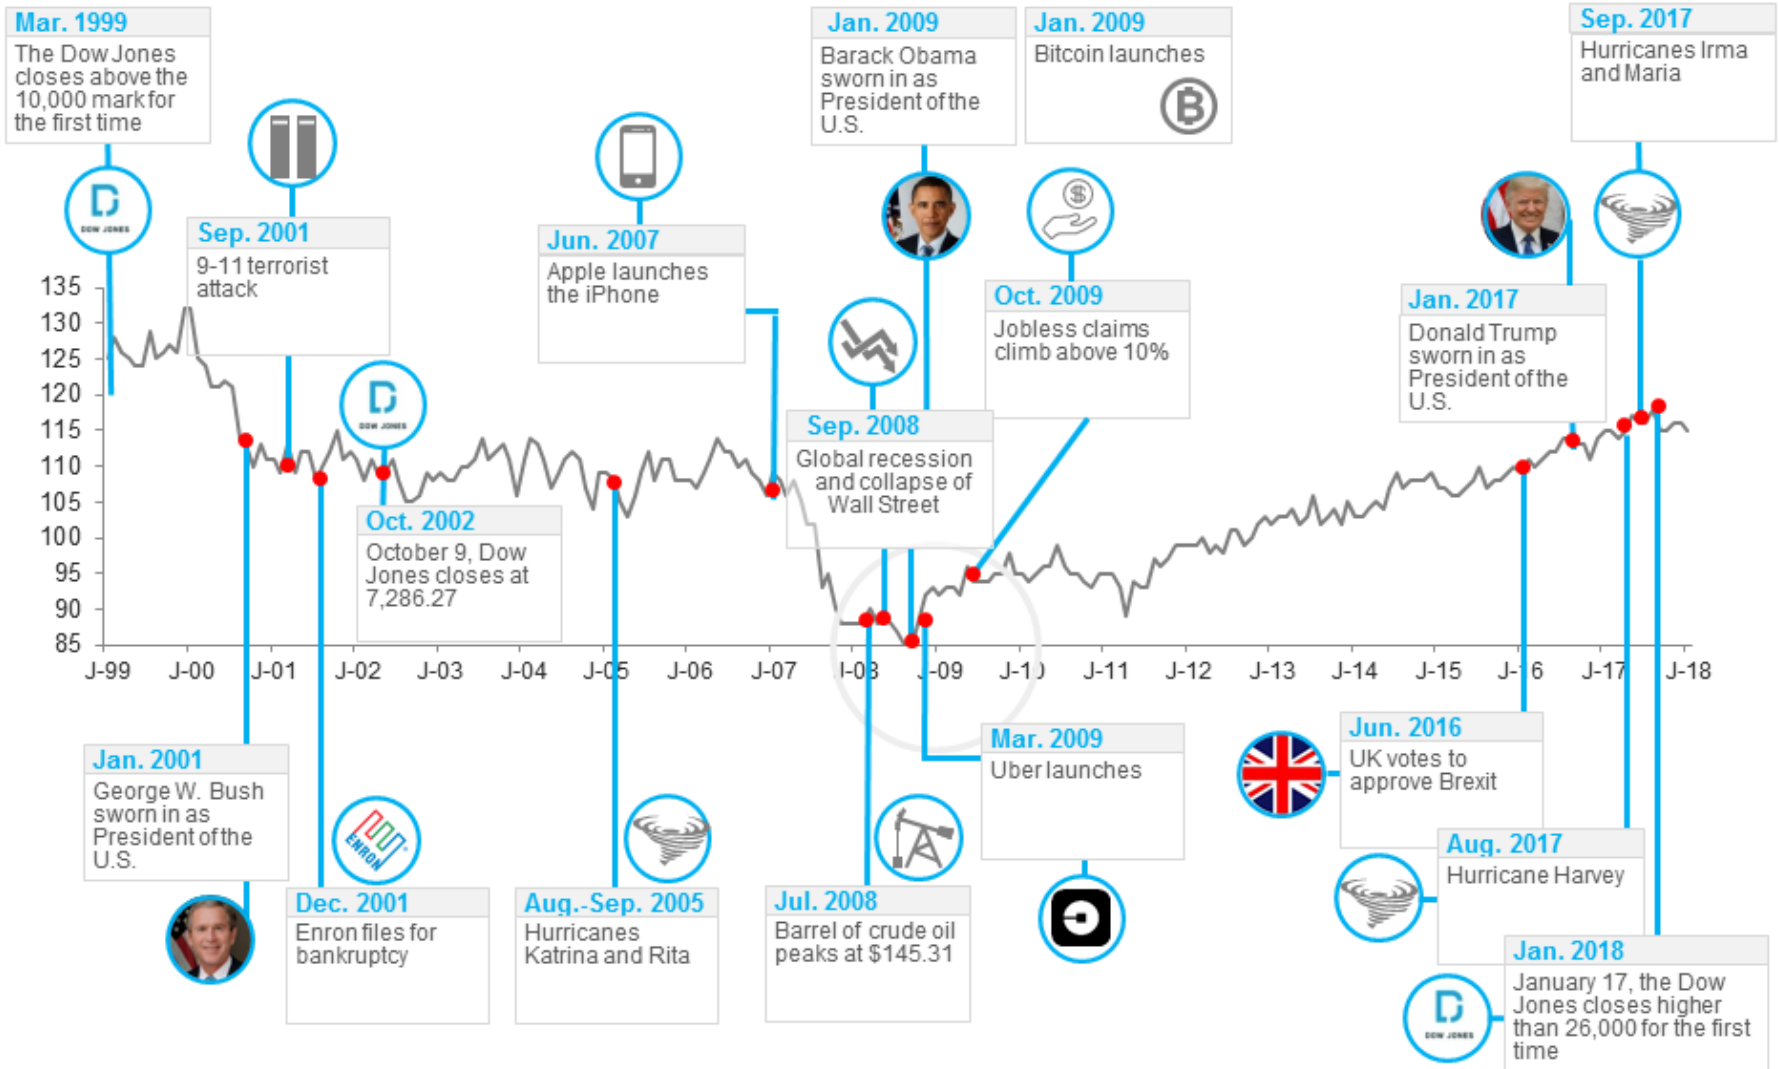 Mar. 1999
The Dow Jones
closes above the
10,000 mark for
the first time
DOW JONES
Sep. 2001
9-11 terrorist
attack
DOW JONES
Oct. 2002
October 9, Dow
Jones closes at
7,286.27
Jun. 2007
Apple launches
the iPhone
Jan. 2009
Barack Obama
sworn in as
President of the
U.S.
Jan. 2009
Bitcoin launches
Sep. 2008
Global recession
and collapse of
Wall Street
Oct. 2009
Jobless claims
climb above 10%
Jan. 2017
Donald Trump
sworn in as
President of the
U.S.
Sep. 2017
Hurricanes Irma
and Maria
135
130
125
120
115
110
105
100
95
90
85
J-99
J-00
J-01
J-02
J-03
J-04
J-05
J-06
J-07
J-08
J-09
J-10
J-11
J-12
J-13
J-14
J-15
J-16
J-17
J-18
Jan. 2001
George W. Bush
sworn in as
President of the
U.S.
ENRON
Dec. 2001
Enron files for
bankruptcy
Aug.-Sep. 2005
Hurricanes
Katrina and Rita
Jul. 2008
Barrel of crude oil
peaks at $145.31
Mar. 2009
Uber launches
Jun. 2016
UK votes to
approve Brexit
Aug. 2017
Hurricane Harvey
DOW JONES
Jan. 2018
January 17, the Dow
Jones closes higher
than 26,000 for the first
time